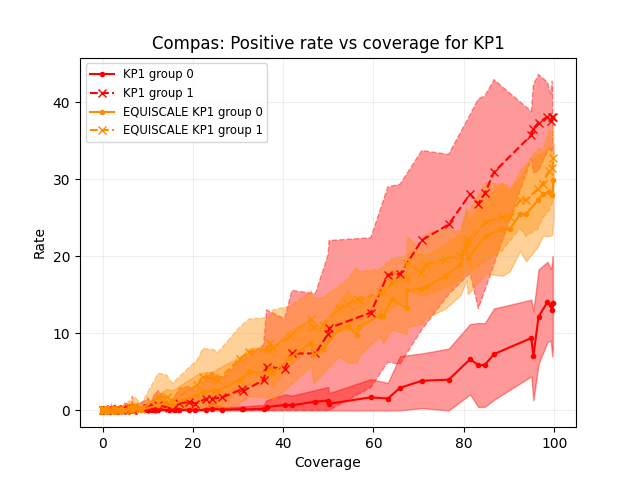 Compas: Positive rate vs coverage for KP1
KP1 group 0
KP1 group 1
EQUISCALE KP1 group 0
EQUISCALE KP1 group 1
40
30
20
10
0
Rate
0 20 40 60 80 100
Coverage